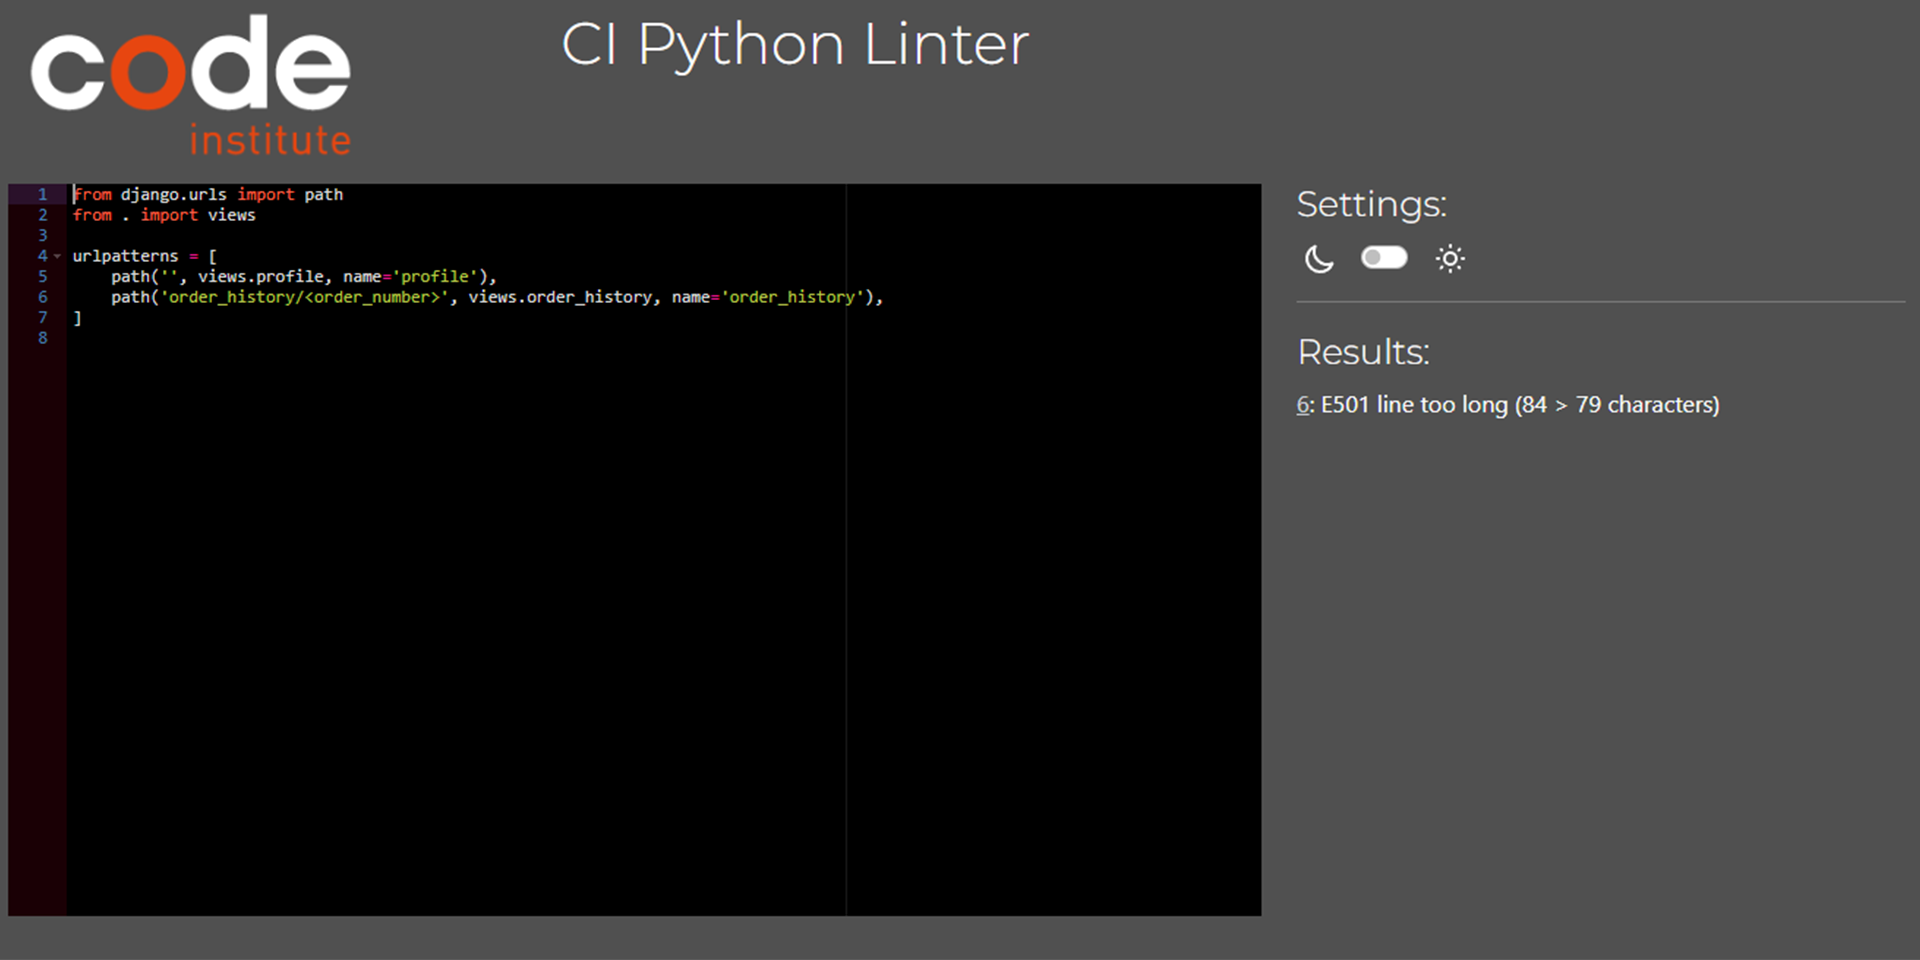 code
institute
CI Python Linter
1 from django.urls import path
2 from . import views
3
4 urlpatterns = [
5     path('', views.profile, name='profile'),
6     path('order_history/<order_number>', views.order_history, name='order_history'),
7 ]
8
Settings:
Results:
6: E501 line too long (84 > 79 characters)